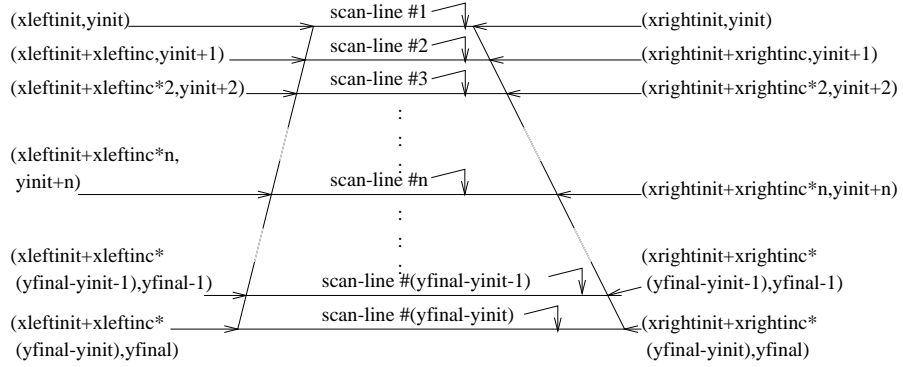 (xleftinit,yinit)
scan-line #1
(xrightinit,yinit)
(xleftinit+xleftinc,yinit+1)
scan-line #2
(xrightinit+xrightinc,yinit+1)
(xleftinit+xleftinc*2,yinit+2)
scan-line #3
(xrightinit+xrightinc*2,yinit+2)
(xleftinit+xleftinc*n,
yinit+n)
scan-line #n
(xrightinit+xrightinc*n,yinit+n)
(xleftinit+xleftinc*
(yfinal-yinit-1),yfinal-1)
scan-line #(yfinal-yinit-1)
(xrightinit+xrightinc*
(yfinal-yinit-1),yfinal-1)
(xleftinit+xleftinc*
(yfinal-yinit),yfinal)
scan-line #(yfinal-yinit)
(xrightinit+xrightinc*
(yfinal-yinit),yfinal)